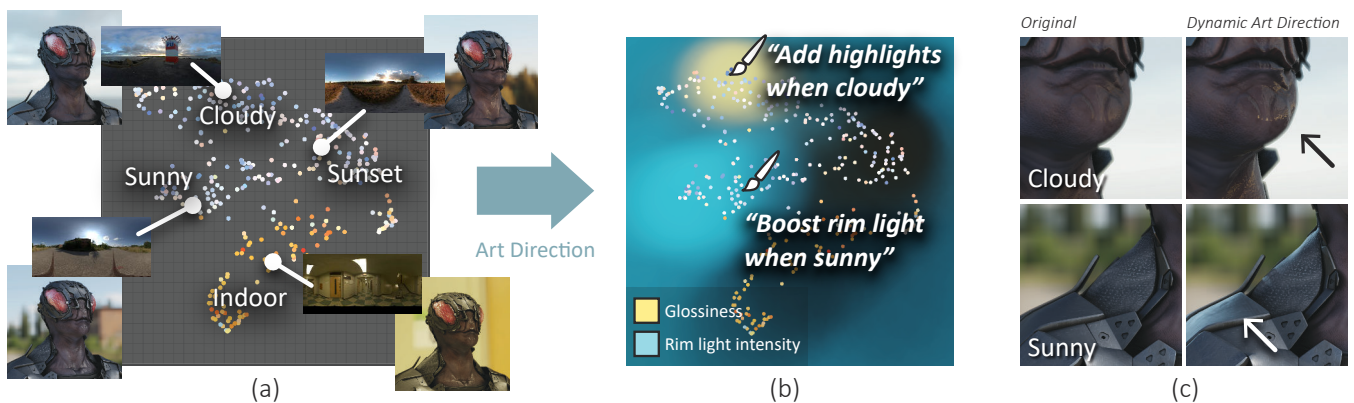 Cloudy
Sunset
Sunny
Indoor
(a)
Art Direction
“Add highlights
when cloudy”
“Boost rim light
when sunny”
Glossiness
Rim light intensity
(b)
Original
Dynamic Art Direction
Cloudy
Sunny
(c)